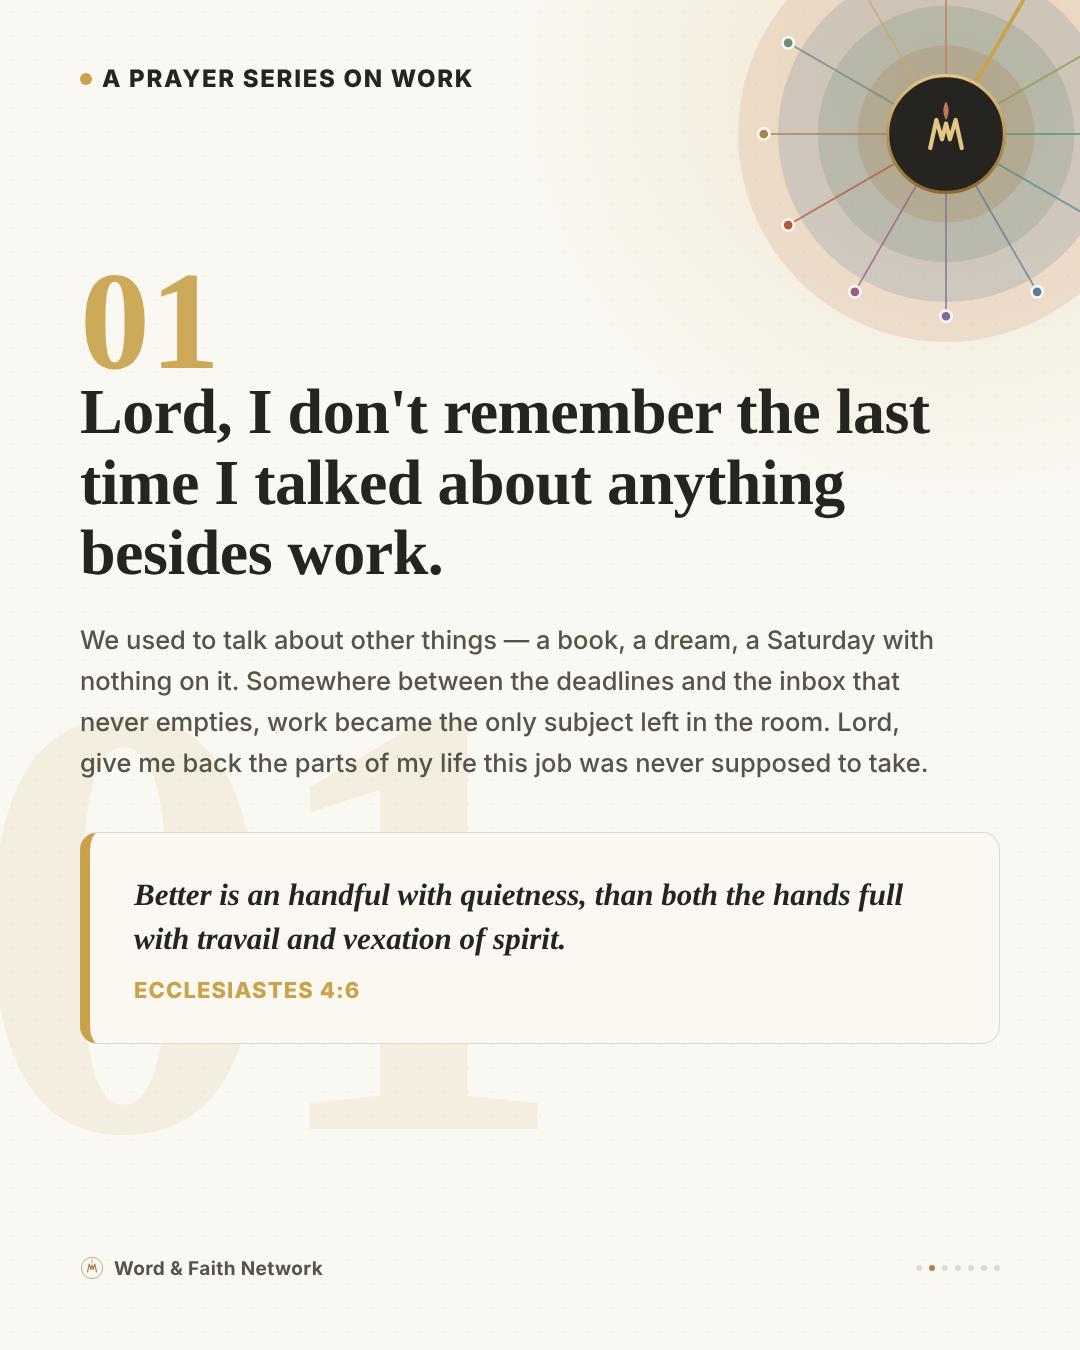 A PRAYER SERIES ON WORK
01
Lord, I don't remember the last
time I talked about anything
besides work.
We used to talk about other things — a book, a dream, a Saturday with
nothing on it. Somewhere between the deadlines and the inbox that
never empties, work became the only subject left in the room. Lord,
give me back the parts of my life this job was never supposed to take.
01
Better is an handful with quietness, than both the hands full
with travail and vexation of spirit.
ECCLESIASTES 4:6
Word & Faith Network